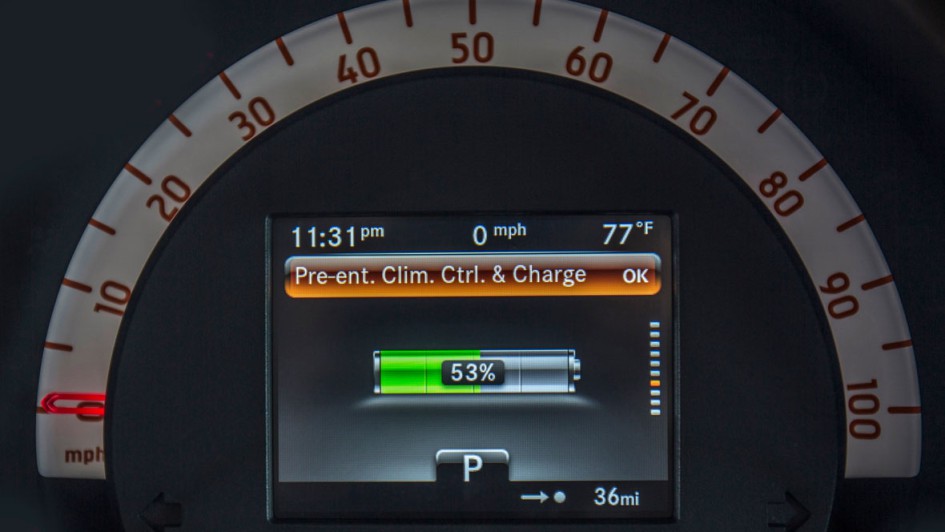 0 10 20 30 40 50 60 70 80 90 100
mph
11:31pm 0 mph 77°F
Pre-ent. Clim. Ctrl. & Charge OK
53%
P
36mi